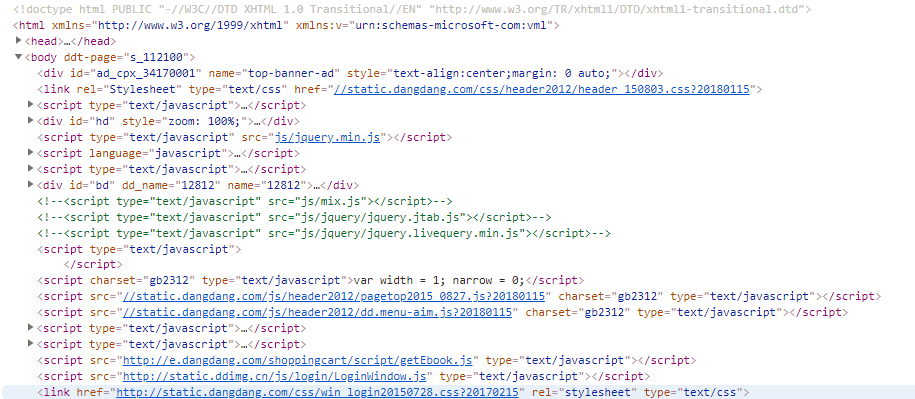 <!doctype html PUBLIC "-//W3C//DTD XHTML 1.0 Transitional//EN" "http://www.w3.org/TR/xhtml1/DTD/xhtml1-transitional.dtd">
<html xmlns="http://www.w3.org/1999/xhtml" xmlns:v="urn:schemas-microsoft-com:vml">
<head>…</head>
<body ddt-page="s_112100">
<div id="ad_cpx_34170001" name="top-banner-ad" style="text-align:center;margin: 0 auto;"></div>
<link rel="Stylesheet" type="text/css" href="//static.dangdang.com/css/header2012/header_150803.css?20180115">
<script type="text/javascript">…</script>
<div id="hd" style="zoom: 100%;">…</div>
<script type="text/javascript" src="js/jquery.min.js"></script>
<script language="javascript">…</script>
<script type="text/javascript">…</script>
<div id="bd" dd_name="12812" name="12812">…</div>
<!--<script type="text/javascript" src="js/mix.js"></script>-->
<!--<script type="text/javascript" src="js/jquery/jquery.jtab.js"></script>-->
<!--<script type="text/javascript" src="js/jquery/jquery.livequery.min.js"></script>-->
<script type="text/javascript">
</script>
<script charset="gb2312" type="text/javascript">var width = 1; narrow = 0;</script>
<script src="//static.dangdang.com/js/header2012/pagetop2015_0827.js?20180115" charset="gb2312" type="text/javascript"></script>
<script src="//static.dangdang.com/js/header2012/dd.menu-aim.js?20180115" charset="gb2312" type="text/javascript"></script>
<script type="text/javascript">…</script>
<script type="text/javascript">…</script>
<script src="http://e.dangdang.com/shoppingcart/script/getEbook.js" type="text/javascript"></script>
<script src="http://static.ddimg.cn/js/login/LoginWindow.js" type="text/javascript"></script>
<link href="http://static.dangdang.com/css/win_login20150728.css?20170215" rel="stylesheet" type="text/css">